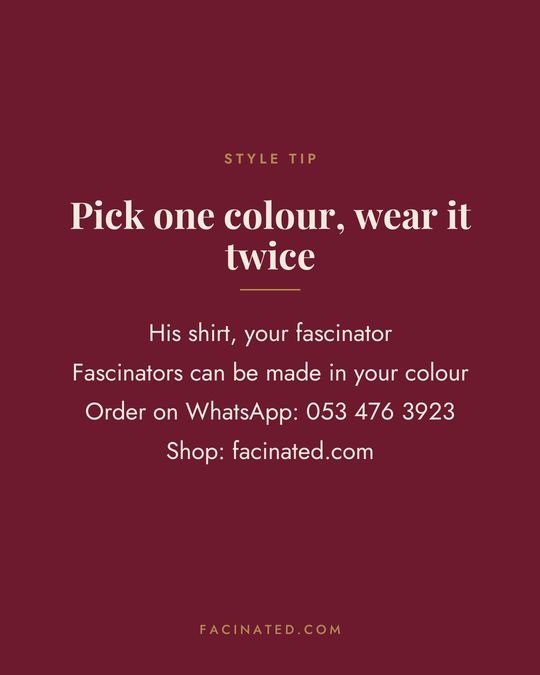 STYLE TIP
Pick one colour, wear it
twice
His shirt, your fascinator
Fascinators can be made in your colour
Order on WhatsApp: 053 476 3923
Shop: facinated.com
FACINATED.COM